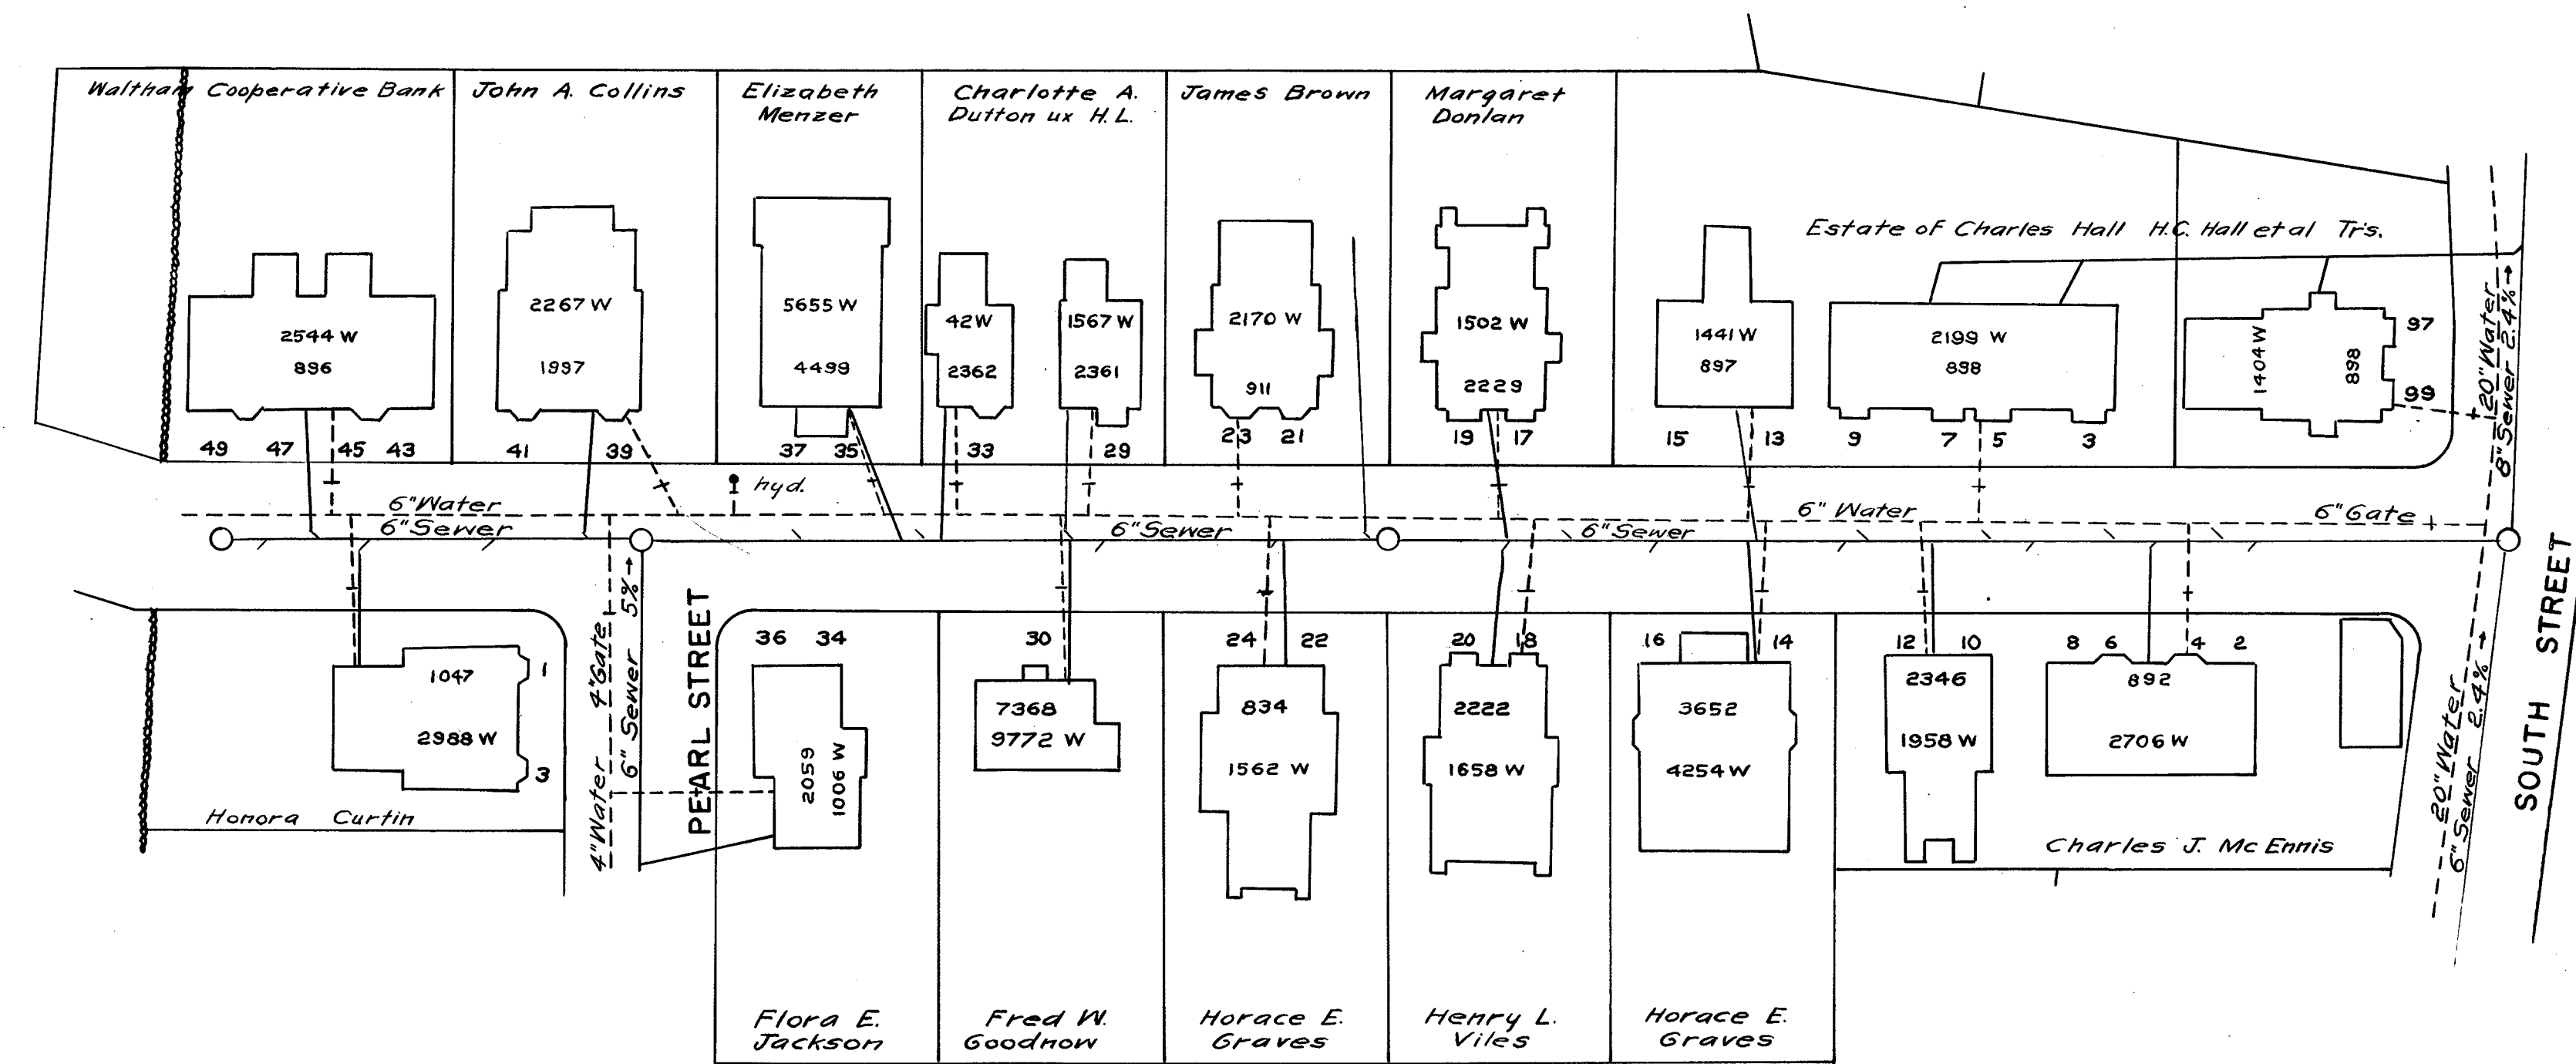 Waltham Cooperative Bank
John A. Collins
Elizabeth
Menzer
Charlotte A.
Dutton ux H.L.
James Brown
Margaret
Donlan
Estate of Charles Hall H.C. Hall et al Tr's.
2544 W
896
2267 W
1997
5655 W
4499
42 W
2362
1567 W
2361
2170 W
911
1502 W
2229
1441 W
897
2199 W
898
1404 W
898
97
99
49 47 45 43
41 39
37 35
33
29
23 21
19 17
15 13
9 7 5 3
hyd.
6" Water
6" Sewer
6" Sewer
6" Sewer
6" Water
6" Gate
20" Water
8" Sewer 2.4% →
4" Water 4" Gate
6" Sewer 5% →
PEARL STREET
20" Water
6" Sewer 2.4% →
SOUTH STREET
1047
2988 W
1
3
Honora Curtin
36 34
2059
1006 W
30
7368
9772 W
24 22
834
1562 W
20 18
2222
1658 W
16 14
3652
4254 W
12 10
2346
1958 W
8 6 4 2
892
2706 W
Charles J. McEnnis
Flora E.
Jackson
Fred W.
Goodnow
Horace E.
Graves
Henry L.
Viles
Horace E.
Graves